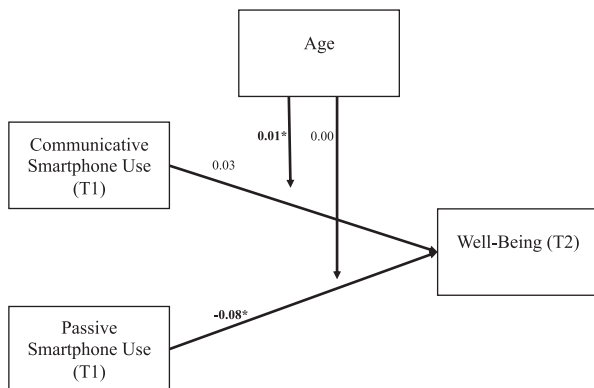 Age
0.01*
0.00
Communicative
Smartphone Use
(T1)
0.03
Well-Being (T2)
-0.08*
Passive
Smartphone Use
(T1)